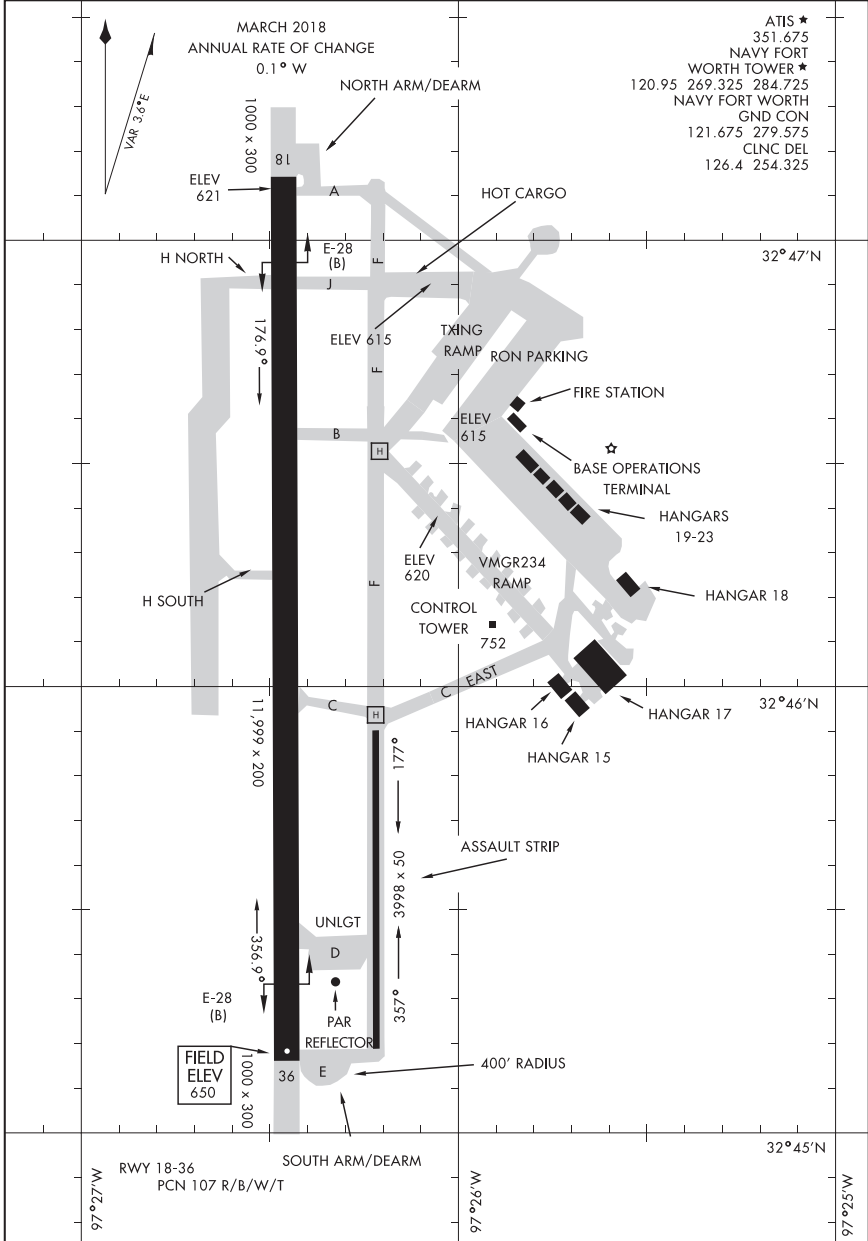 MARCH 2018
ANNUAL RATE OF CHANGE
0.1° W
VAR 3.6°E
ATIS ★
351.675
NAVY FORT
WORTH TOWER ★
120.95 269.325 284.725
NAVY FORT WORTH
GND CON
121.675 279.575
CLNC DEL
126.4 254.325
NORTH ARM/DEARM
1000 x 300
18
ELEV
621
A
HOT CARGO
H NORTH
E-28
(B)
F
J
32°47'N
176.9°
ELEV 615
TXING
RAMP
RON PARKING
F
FIRE STATION
ELEV
615
B
H
BASE OPERATIONS
TERMINAL
HANGARS
19-23
ELEV
620
VMGR234
RAMP
F
H SOUTH
CONTROL
TOWER
752
HANGAR 18
C EAST
C
H
HANGAR 16
HANGAR 17
32°46'N
HANGAR 15
11,999 x 200
177°
ASSAULT STRIP
3998 x 50
UNLGT
D
356.9°
357°
E-28
(B)
PAR
REFLECTOR
FIELD
ELEV
650
1000 x 300
36
E
400' RADIUS
SOUTH ARM/DEARM
32°45'N
RWY 18-36
PCN 107 R/B/W/T
97°27'W
97°26'W
97°25'W